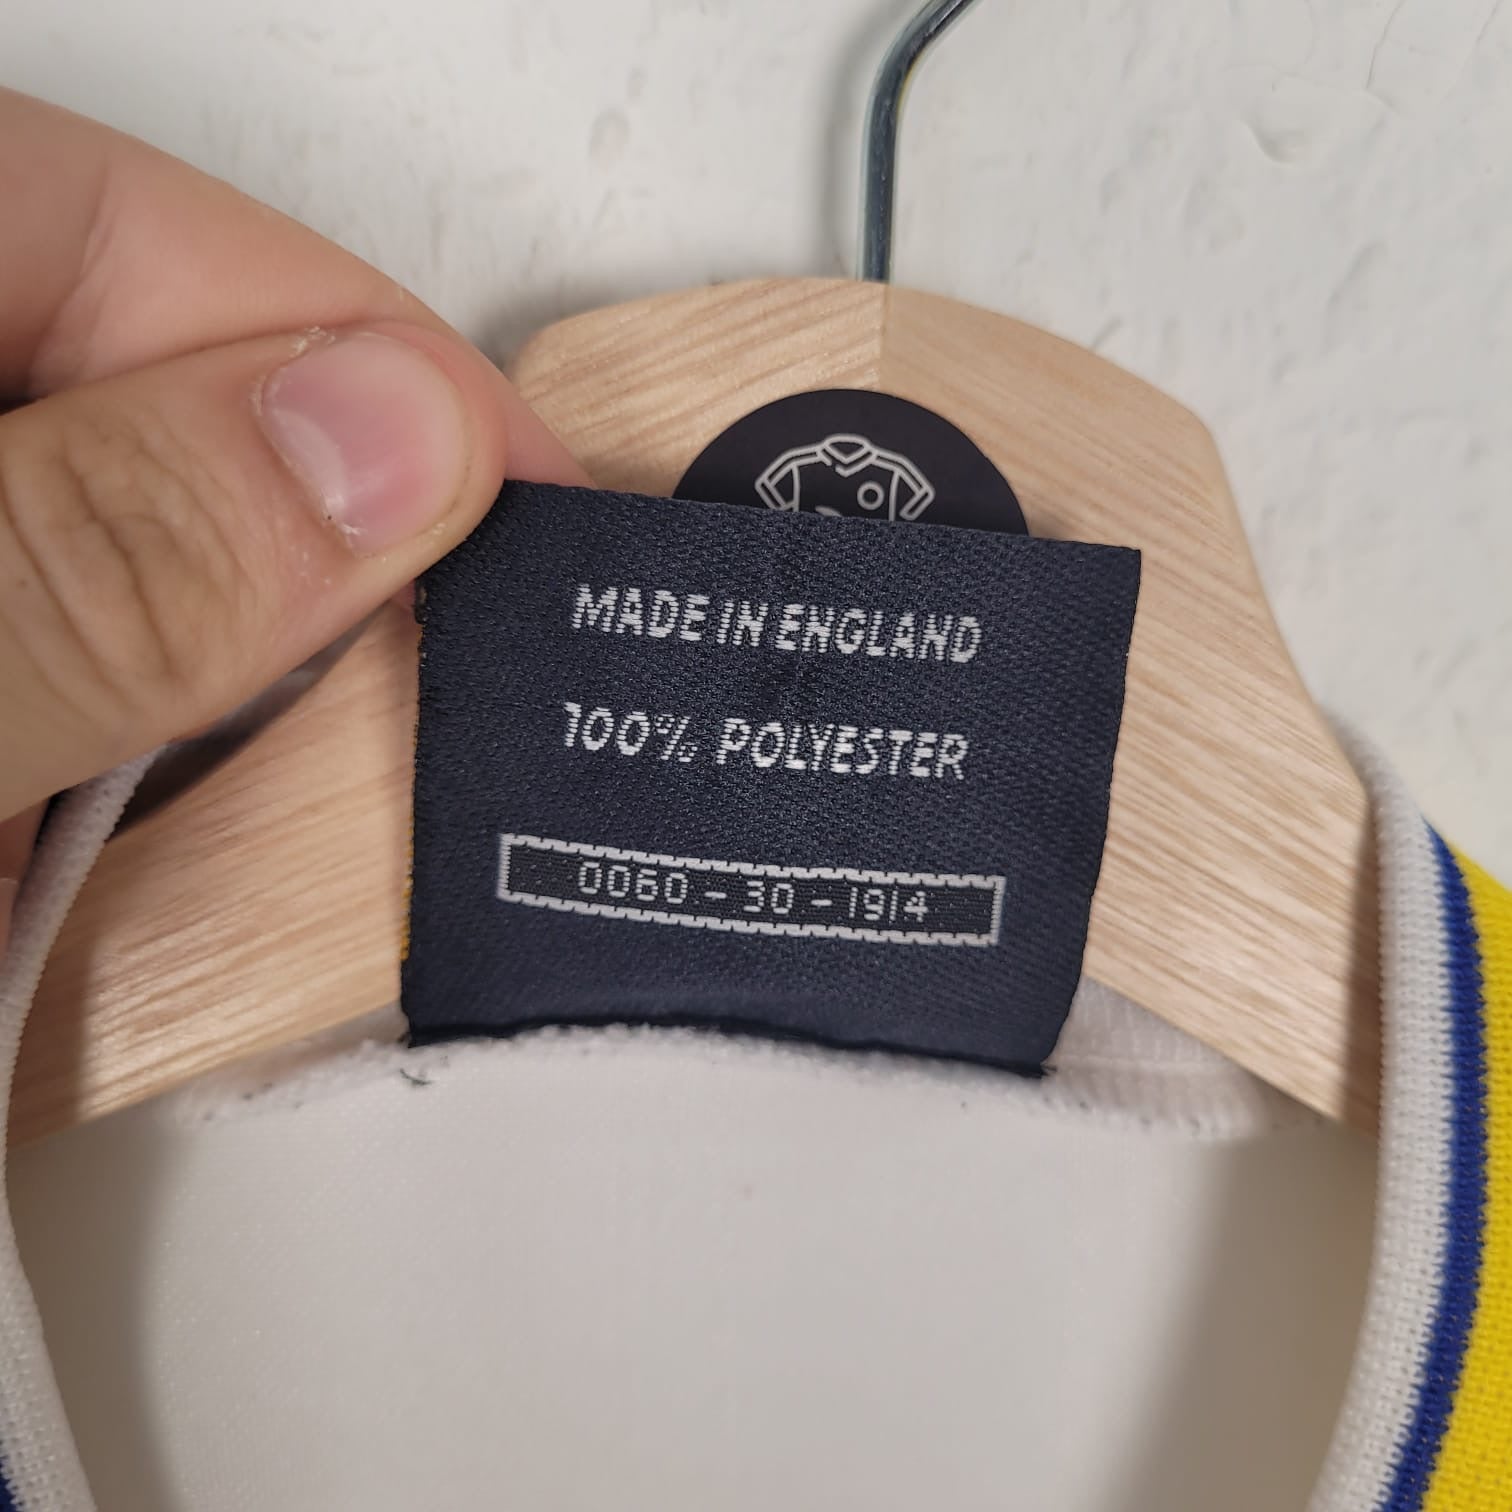 MADE IN ENGLAND
100% POLYESTER
0060 - 30 - 1914